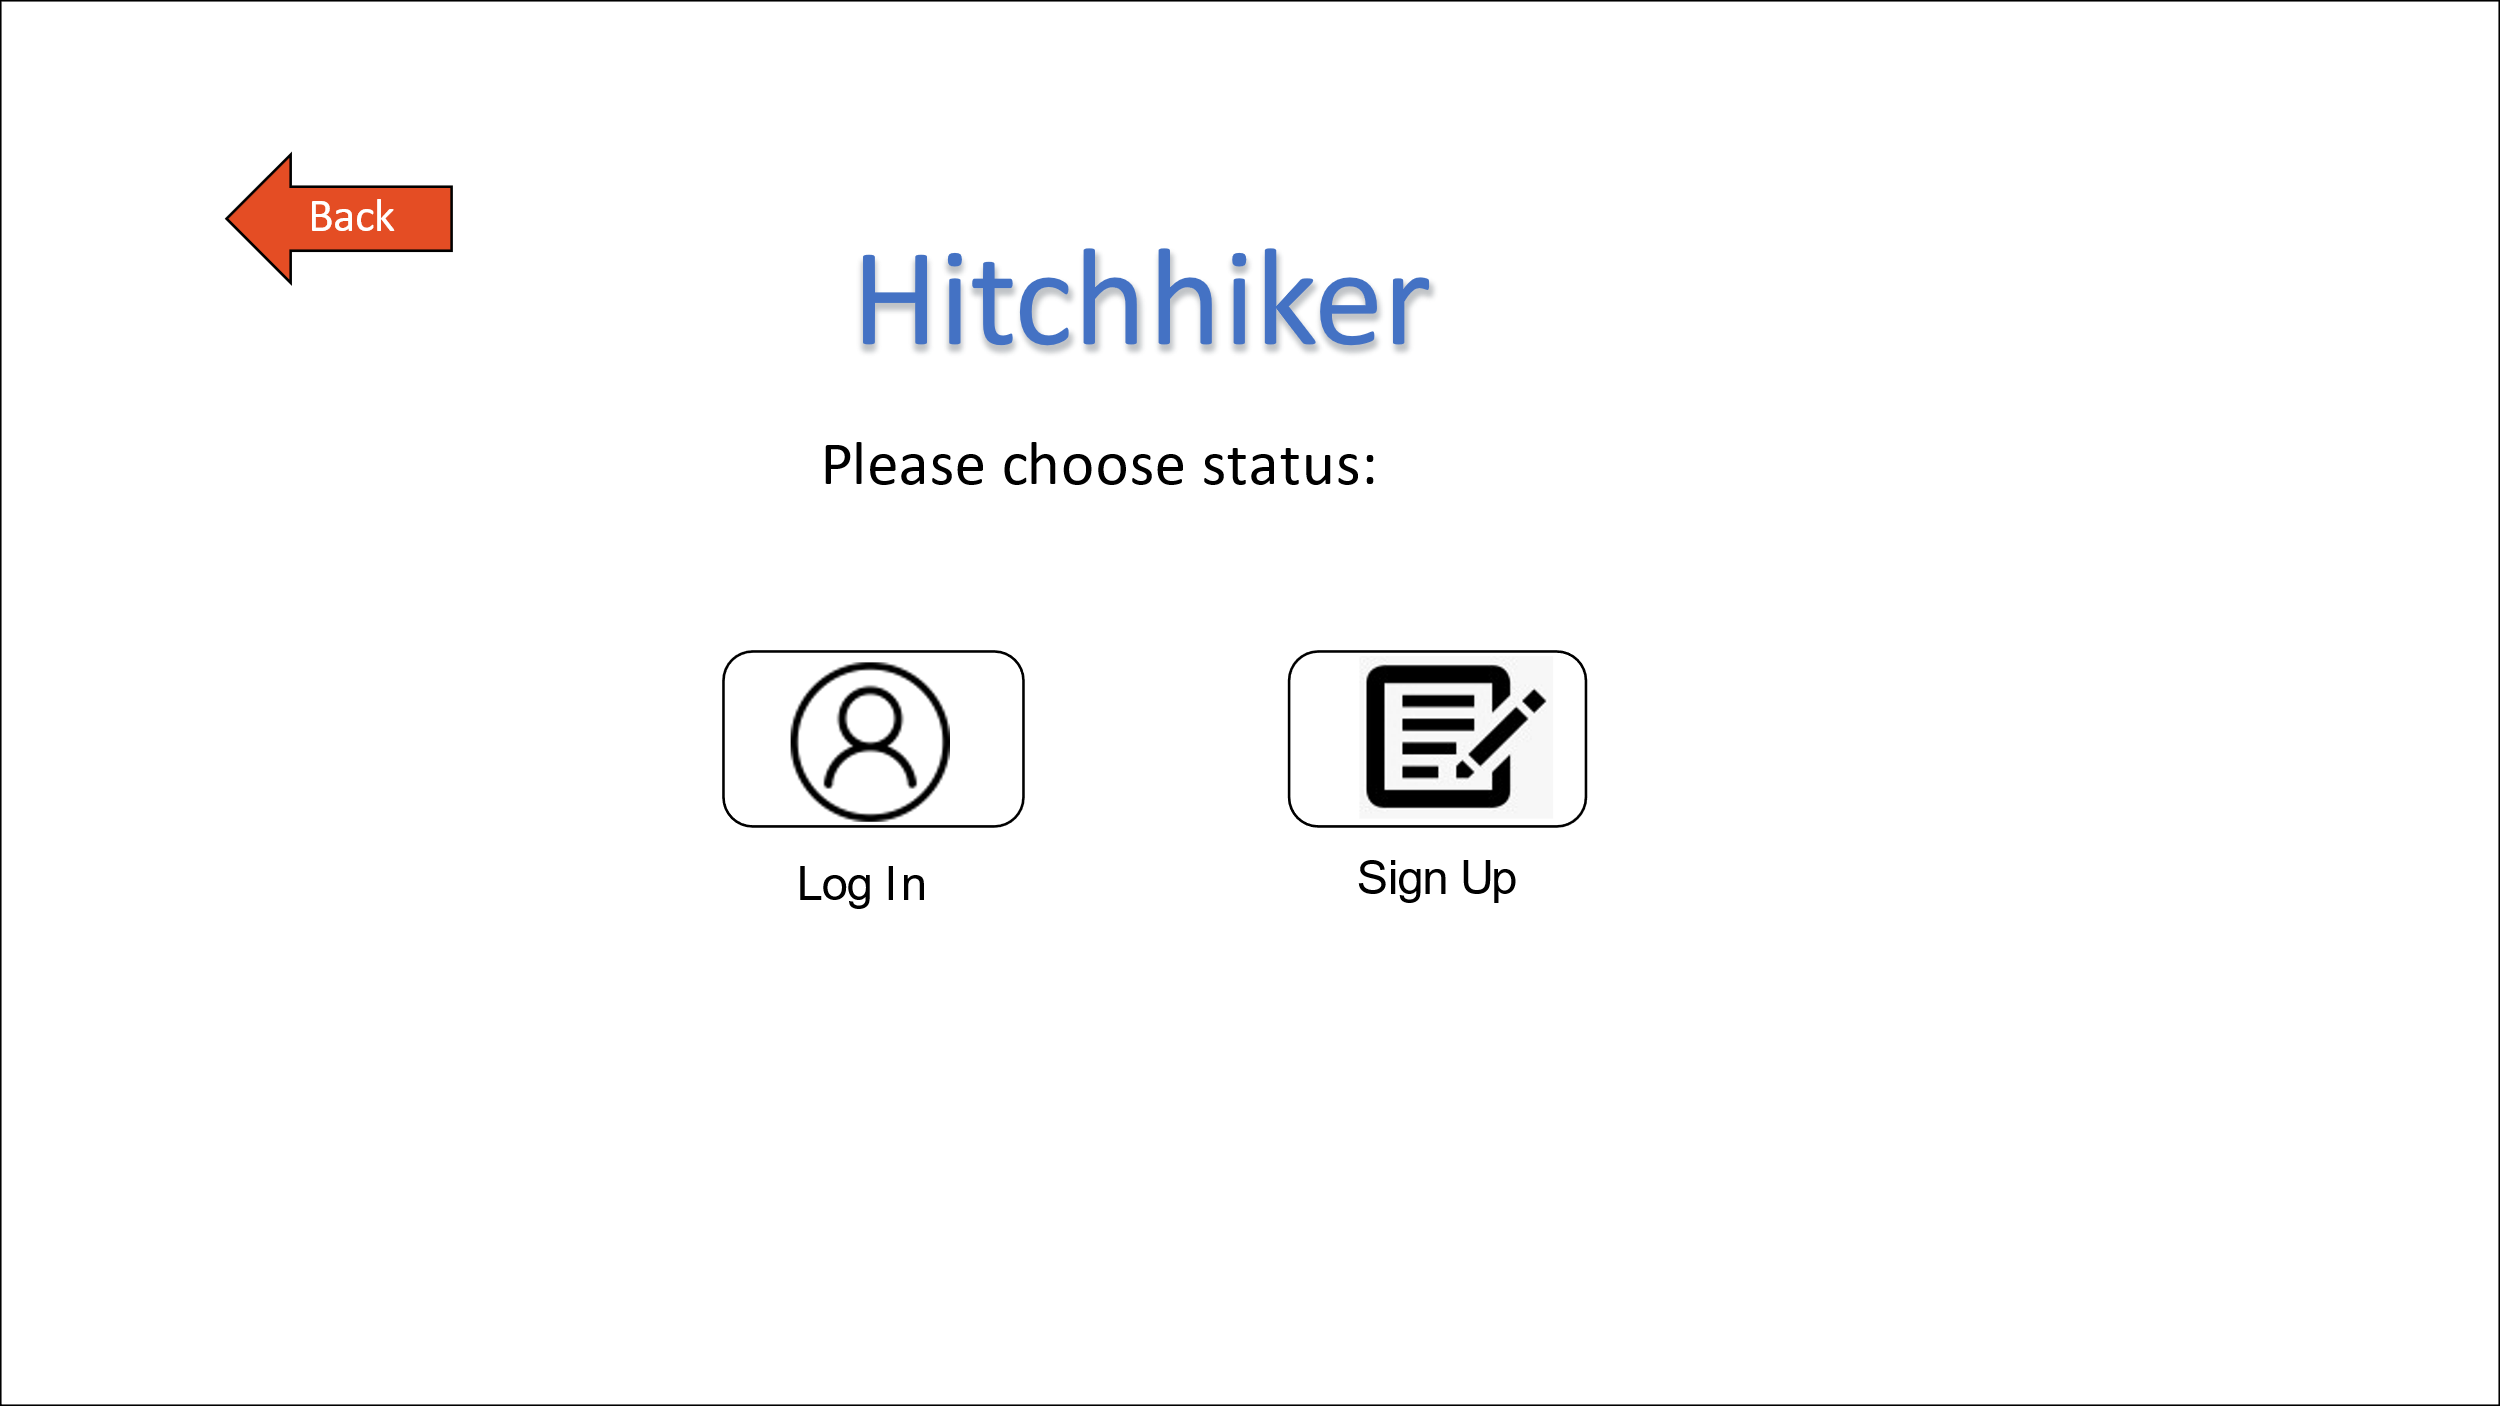 Back
Hitchhiker
Please choose status:
Log In
Sign Up